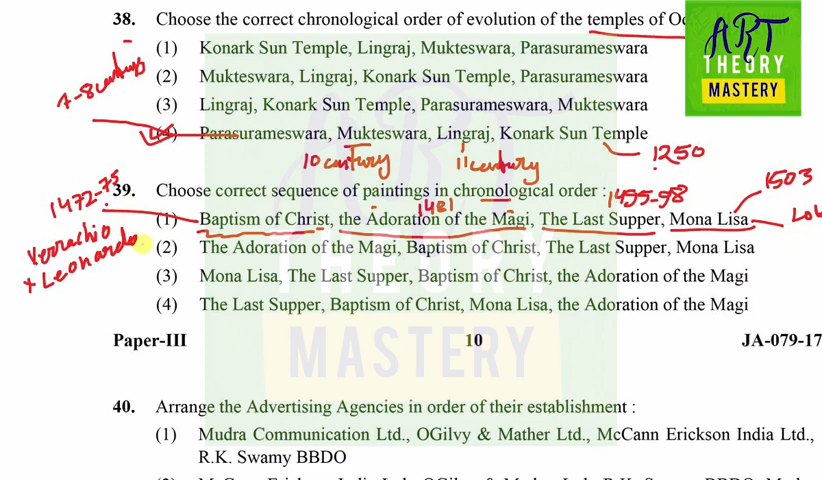 38. Choose the correct chronological order of evolution of the temples of
ART
THEORY
MASTERY
(1) Konark Sun Temple, Lingraj, Mukteswara, Parasurameswara
(2) Mukteswara, Lingraj, Konark Sun Temple, Parasurameswara
7-8 century
(3) Lingraj, Konark Sun Temple, Parasurameswara, Mukteswara
(4) Parasurameswara, Mukteswara, Lingraj, Konark Sun Temple
10 century 11 century 1250
39. Choose correct sequence of paintings in chronological order :
1472-75 1481 1495-98 1503
(1) Baptism of Christ, the Adoration of the Magi, The Last Supper, Mona Lisa
Verrachio
+ Leonardo
(2) The Adoration of the Magi, Baptism of Christ, The Last Supper, Mona Lisa
(3) Mona Lisa, The Last Supper, Baptism of Christ, the Adoration of the Magi
(4) The Last Supper, Baptism of Christ, Mona Lisa, the Adoration of the Magi
Paper-III 10 JA-079-17
ART
THEORY
MASTERY
40. Arrange the Advertising Agencies in order of their establishment :
(1) Mudra Communication Ltd., OGilvy & Mather Ltd., McCann Erickson India Ltd.,
R.K. Swamy BBDO